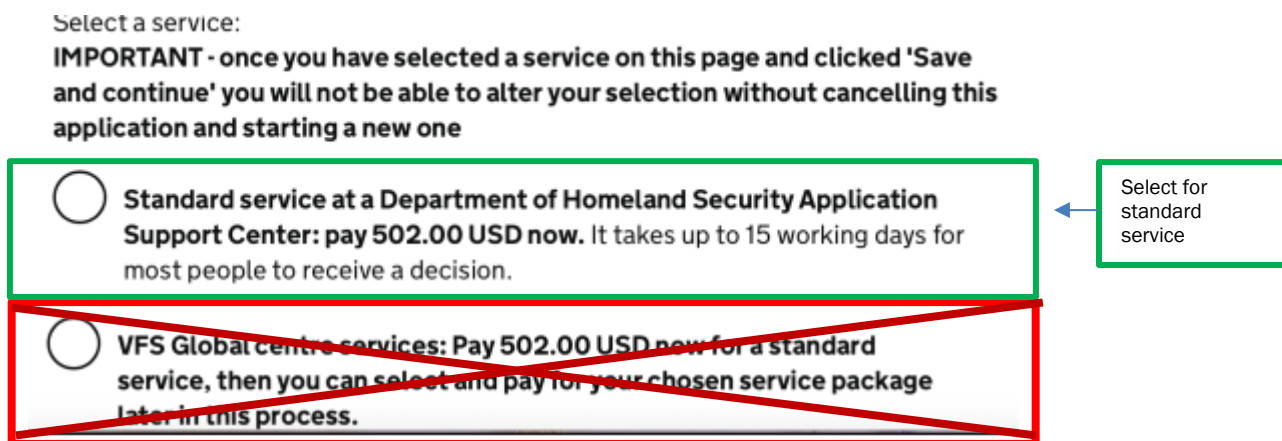 Select a service:
IMPORTANT - once you have selected a service on this page and clicked 'Save
and continue' you will not be able to alter your selection without cancelling this
application and starting a new one
Standard service at a Department of Homeland Security Application
Support Center: pay 502.00 USD now. It takes up to 15 working days for
most people to receive a decision.
Select for
standard
service
VFS Global centre services: Pay 502.00 USD now for a standard
service, then you can select and pay for your chosen service package
later in this process.